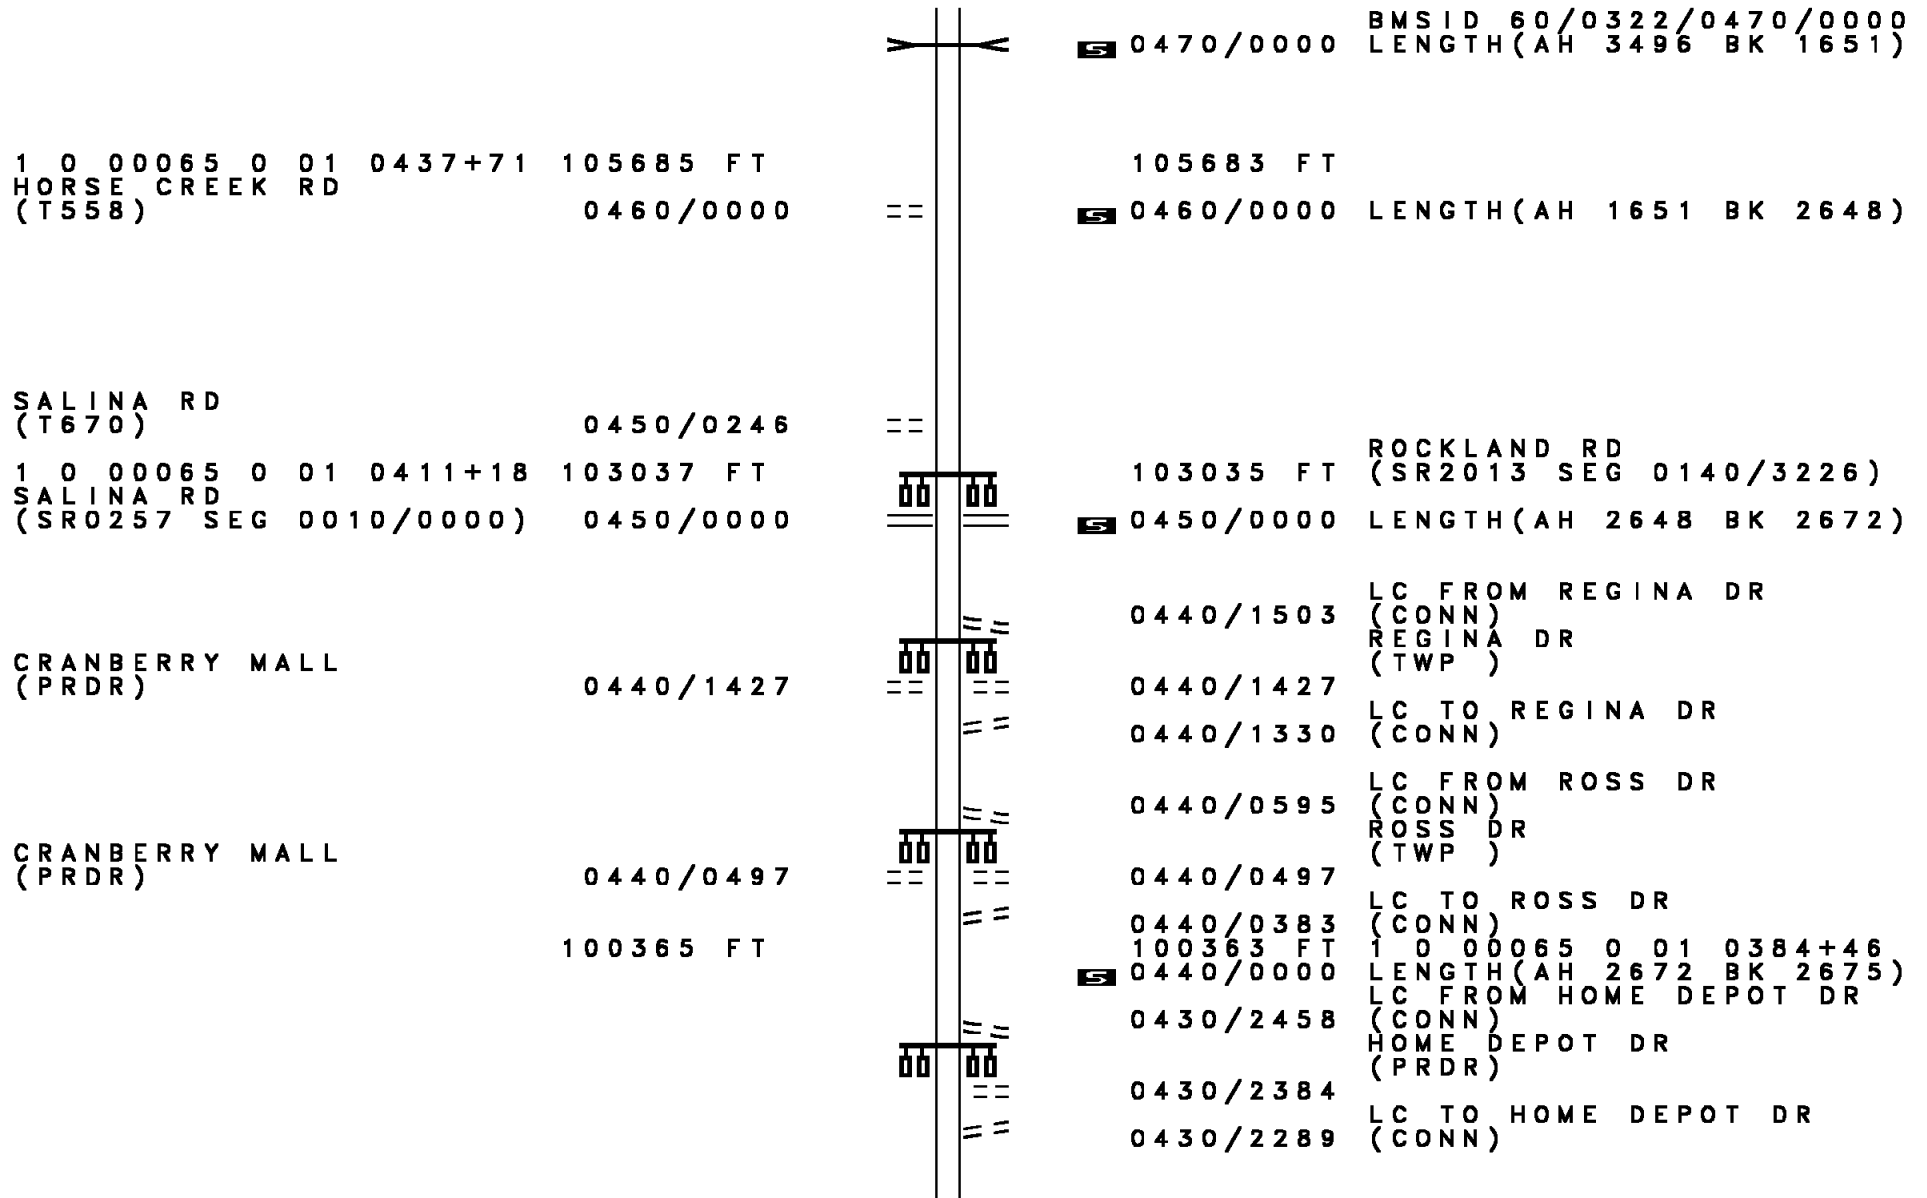 BMSID 60/0322/0470/0000
S 0470/0000 LENGTH(AH 3496 BK 1651)
1 0 00065 0 01 0437+71 105685 FT 105683 FT
HORSE CREEK RD
(T558) 0460/0000 S 0460/0000 LENGTH(AH 1651 BK 2648)
SALINA RD
(T670) 0450/0246
ROCKLAND RD
1 0 00065 0 01 0411+18 103037 FT 103035 FT (SR2013 SEG 0140/3226)
SALINA RD
(SR0257 SEG 0010/0000) 0450/0000 S 0450/0000 LENGTH(AH 2648 BK 2672)
LC FROM REGINA DR
0440/1503 (CONN)
REGINA DR
CRANBERRY MALL (TWP )
(PRDR) 0440/1427 0440/1427
LC TO REGINA DR
0440/1330 (CONN)
LC FROM ROSS DR
0440/0595 (CONN)
ROSS DR
CRANBERRY MALL (TWP )
(PRDR) 0440/0497 0440/0497
LC TO ROSS DR
0440/0383 (CONN)
100365 FT 100363 FT 1 0 00065 0 01 0384+46
S 0440/0000 LENGTH(AH 2672 BK 2675)
LC FROM HOME DEPOT DR
0430/2458 (CONN)
HOME DEPOT DR
(PRDR)
0430/2384
LC TO HOME DEPOT DR
0430/2289 (CONN)